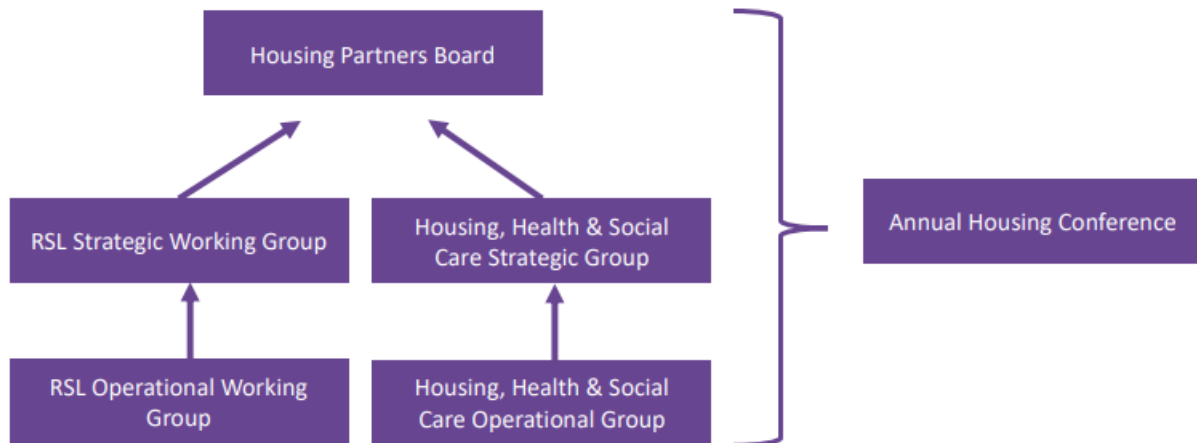 Housing Partners Board
RSL Strategic Working Group
Housing, Health & Social
Care Strategic Group
Annual Housing Conference
RSL Operational Working
Group
Housing, Health & Social
Care Operational Group